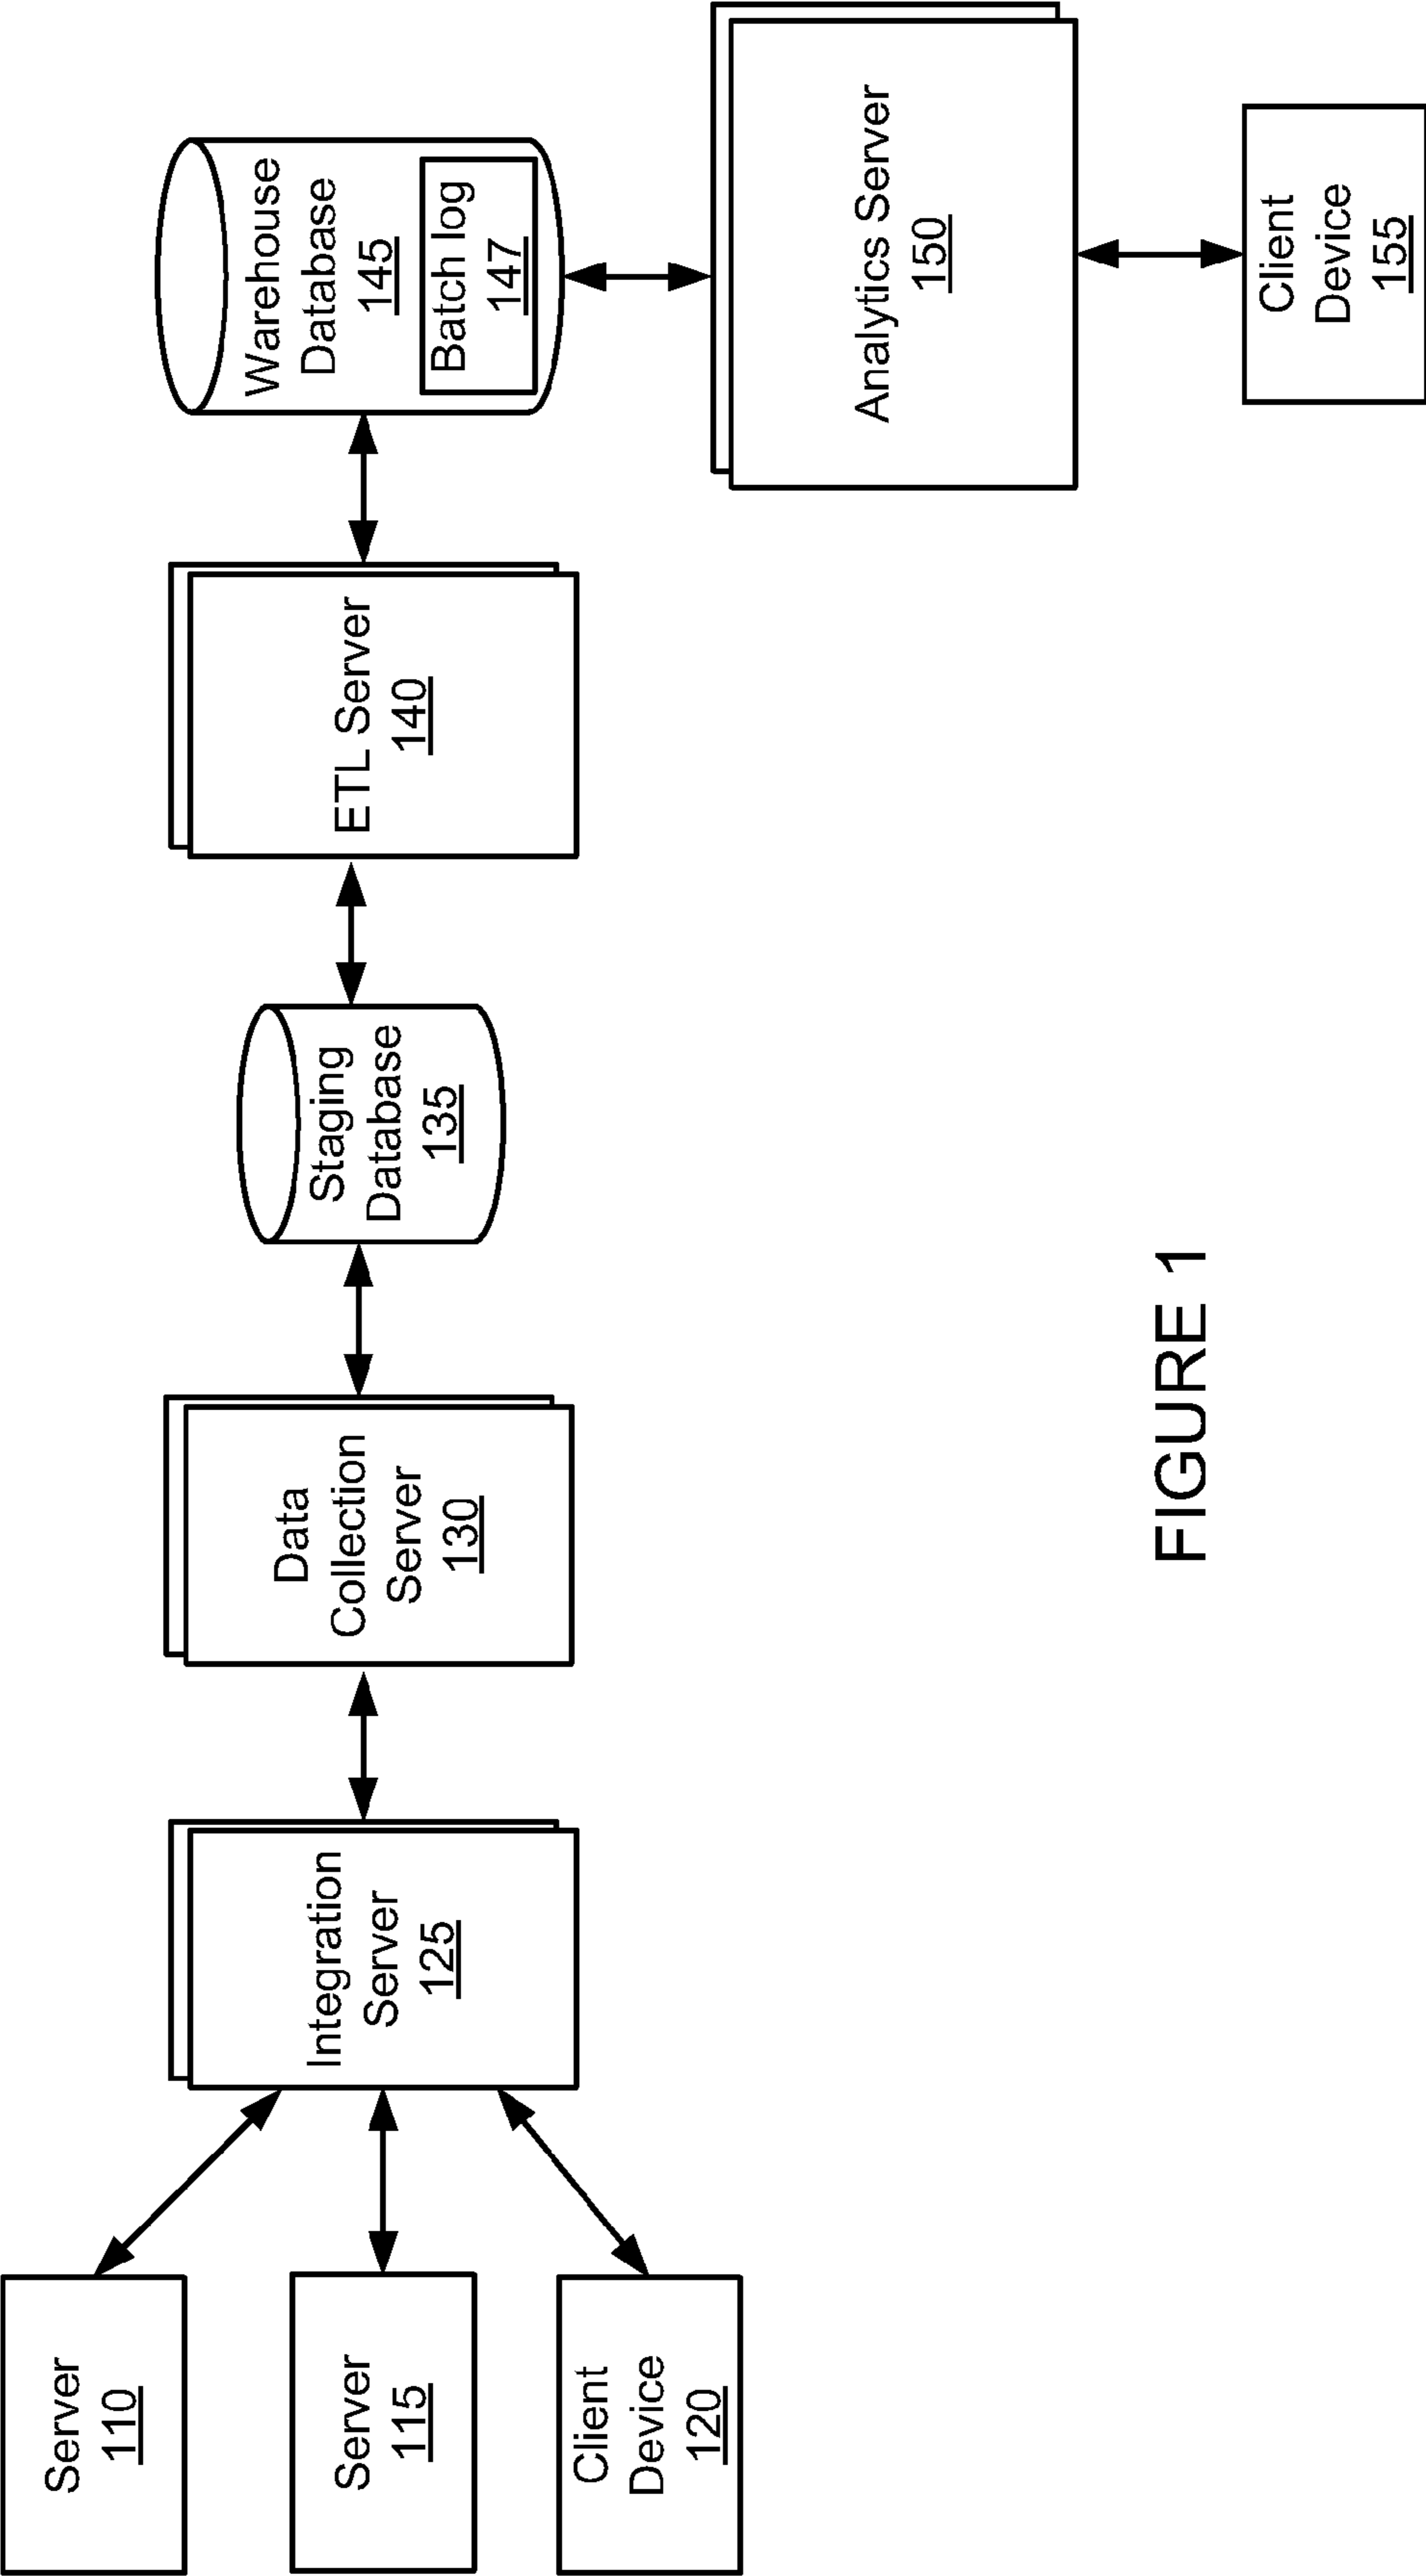 Server
110
Server
115
Client
Device
120
Integration
Server
125
Data
Collection
Server
130
Staging
Database
135
ETL Server
140
Warehouse
Database
145
Batch log
147
Analytics Server
150
Client
Device
155
FIGURE 1